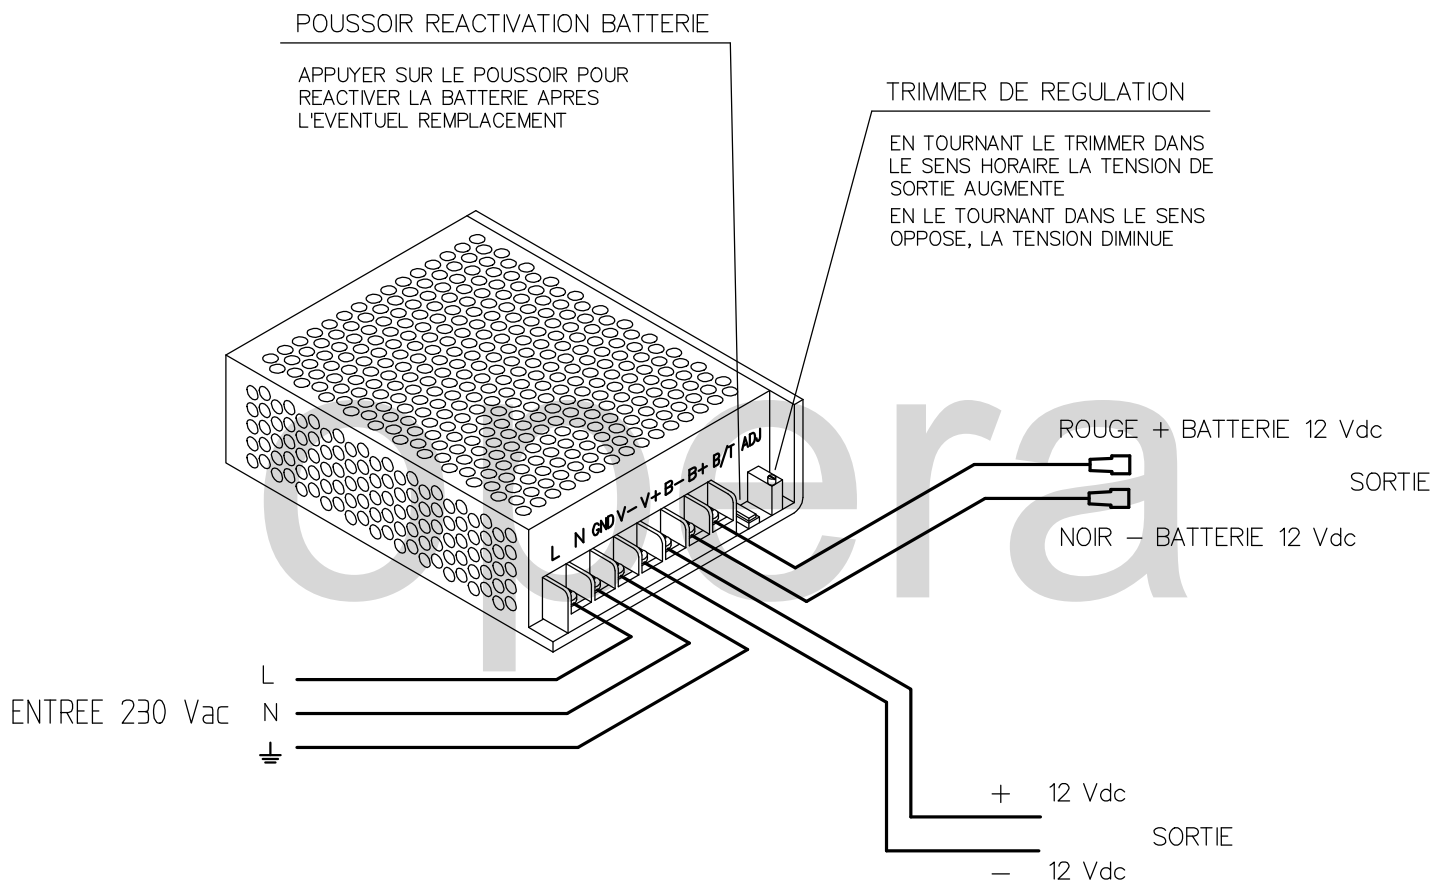 POUSSOIR REACTIVATION BATTERIE
APPUYER SUR LE POUSSOIR POUR
REACTIVER LA BATTERIE APRES
L'EVENTUEL REMPLACEMENT
TRIMMER DE REGULATION
EN TOURNANT LE TRIMMER DANS
LE SENS HORAIRE LA TENSION DE
SORTIE AUGMENTE
EN LE TOURNANT DANS LE SENS
OPPOSE, LA TENSION DIMINUE
opera
L N GND V- V+ B- B+ B/T ADJ
ROUGE + BATTERIE 12 Vdc
SORTIE
NOIR - BATTERIE 12 Vdc
L
ENTREE 230 Vac N
+ 12 Vdc
SORTIE
- 12 Vdc